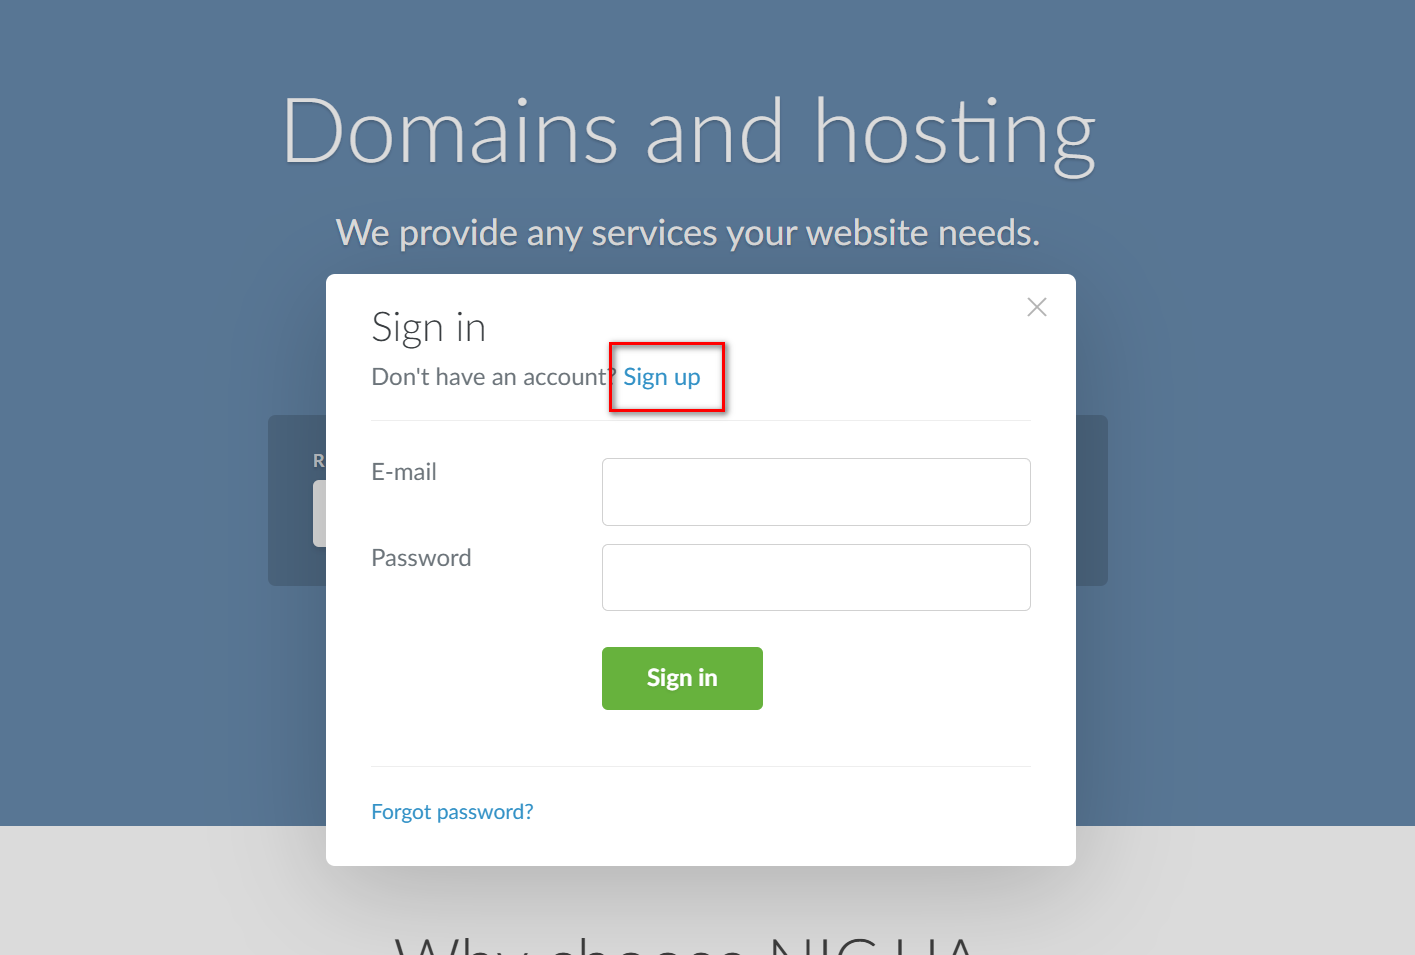 Domains and hosting
We provide any services your website needs.
Sign in
Don't have an account? Sign up
R
E-mail
Password
Sign in
Forgot password?
Why choose NIC.UA